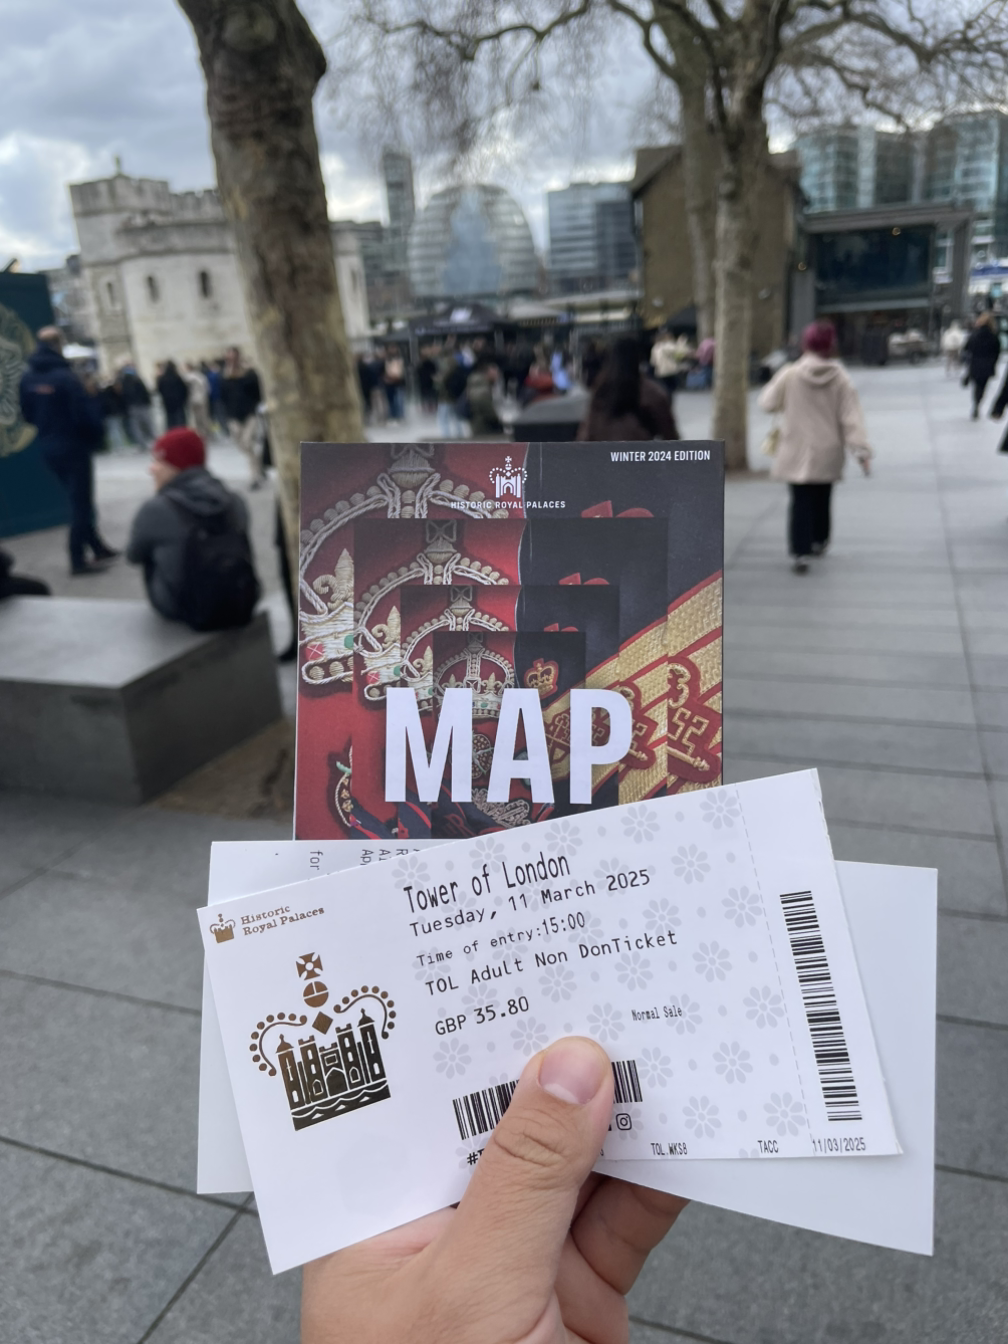 WINTER 2024 EDITION
HISTORIC ROYAL PALACES
MAP
for
Historic
Royal Palaces
Tower of London
Tuesday, 11 March 2025
Time of entry:15:00
TOL Adult Non DonTicket
GBP 35.80
Normal Sale
TOL.WKS8
TACC
11/03/2025